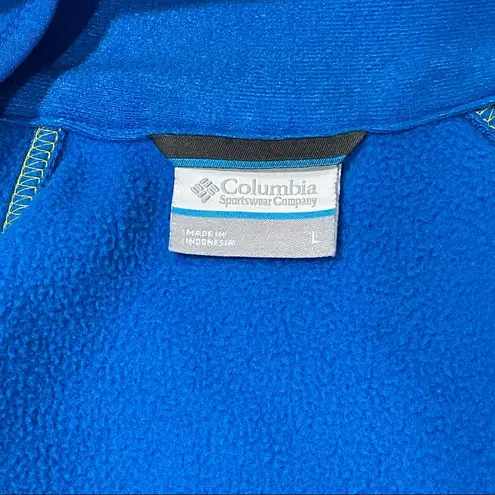 Columbia
Sportswear Company
MADE IN
INDONESIA
L